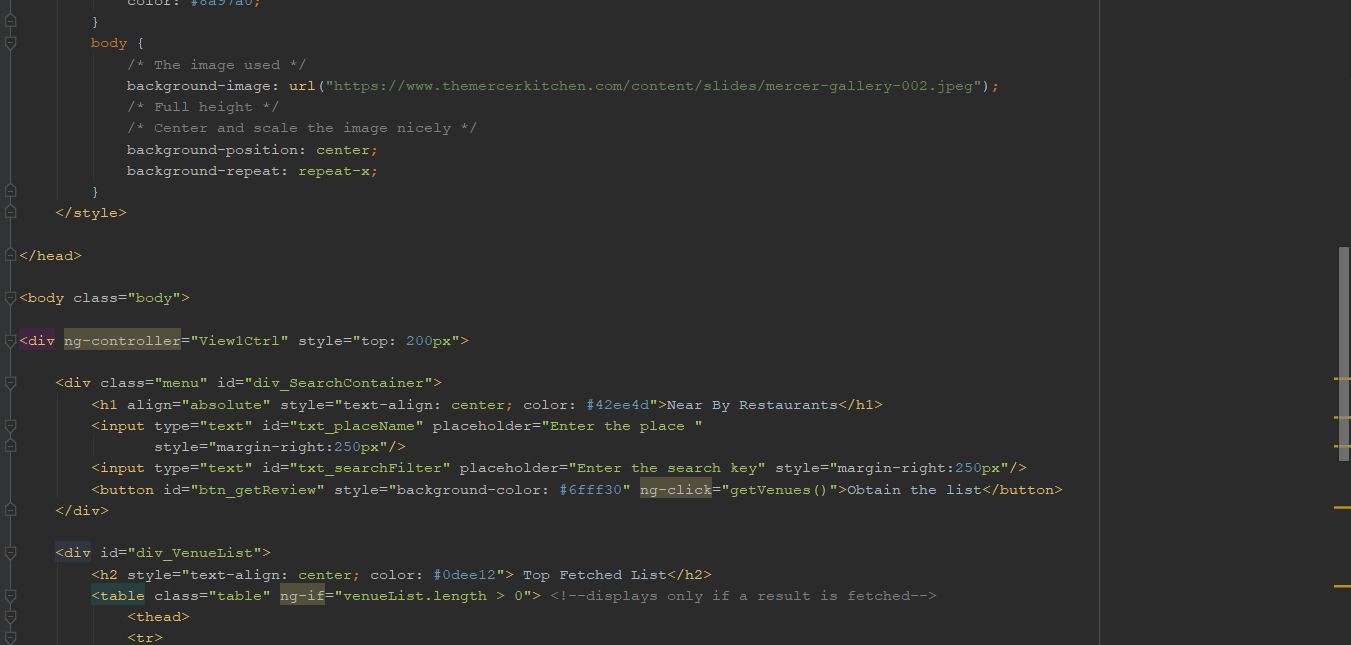 color: #8a97a0;
}
body {
/* The image used */
background-image: url("https://www.themercerkitchen.com/content/slides/mercer-gallery-002.jpeg");
/* Full height */
/* Center and scale the image nicely */
background-position: center;
background-repeat: repeat-x;
}
</style>
</head>
<body class="body">
<div ng-controller="View1Ctrl" style="top: 200px">
<div class="menu" id="div_SearchContainer">
<h1 align="absolute" style="text-align: center; color: #42ee4d">Near By Restaurants</h1>
<input type="text" id="txt_placeName" placeholder="Enter the place "
style="margin-right:250px"/>
<input type="text" id="txt_searchFilter" placeholder="Enter the search key" style="margin-right:250px"/>
<button id="btn_getReview" style="background-color: #6fff30" ng-click="getVenues()">Obtain the list</button>
</div>
<div id="div_VenueList">
<h2 style="text-align: center; color: #0dee12"> Top Fetched List</h2>
<table class="table" ng-if="venueList.length > 0"> <!--displays only if a result is fetched-->
<thead>
<tr>